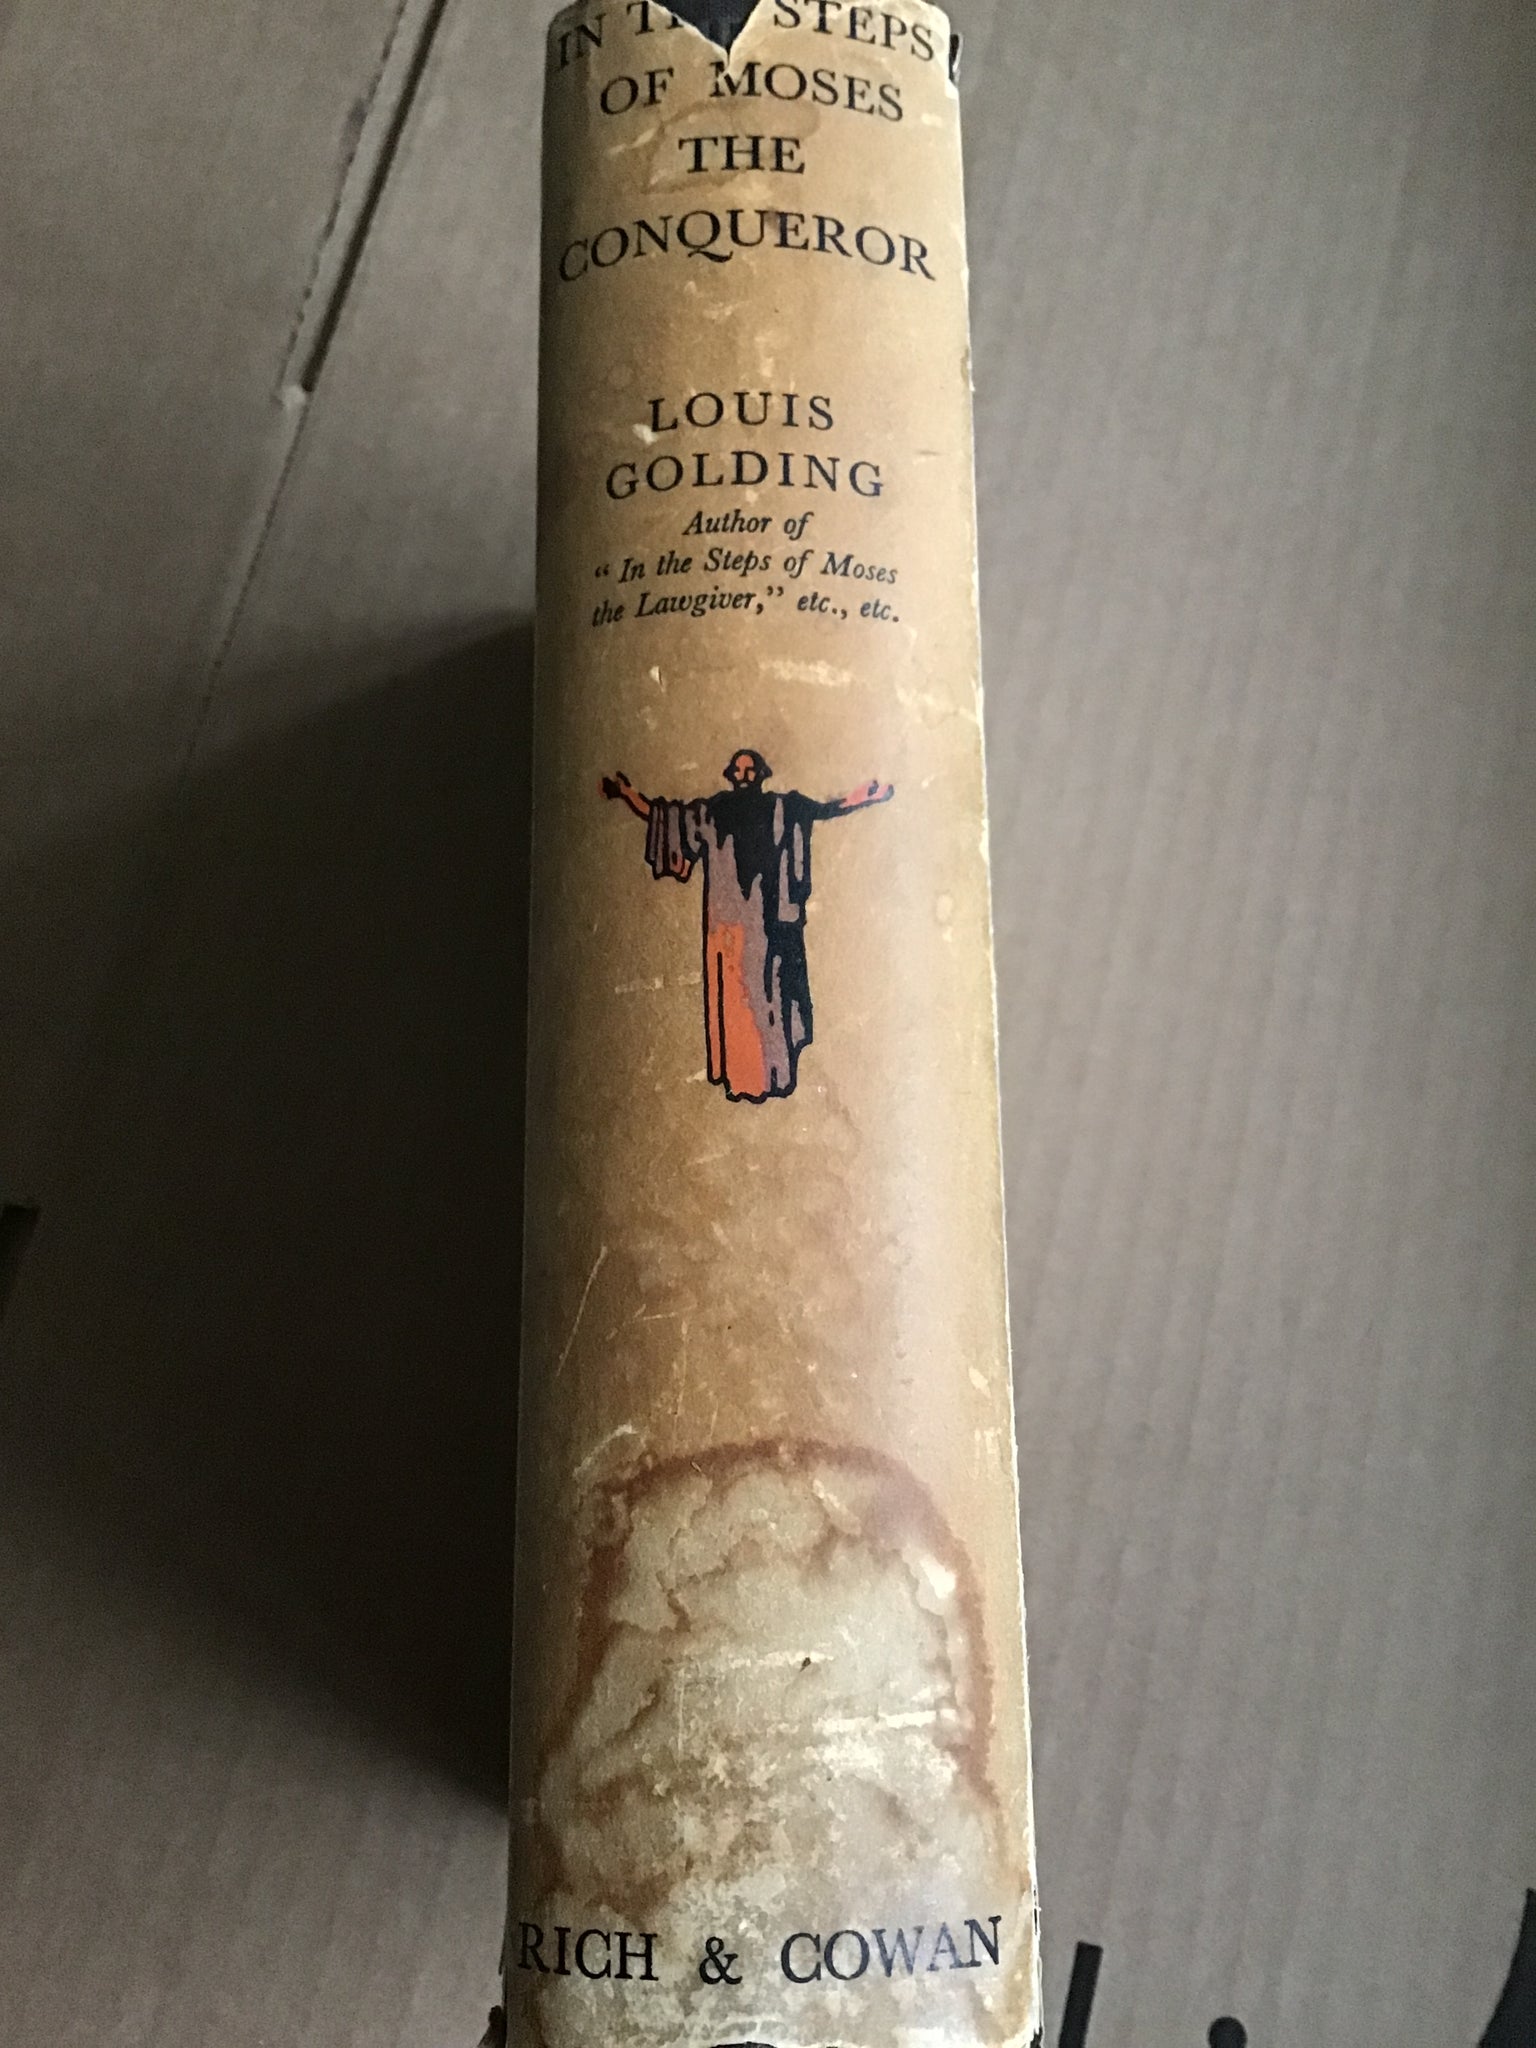 IN STEPS
OF MOSES
THE
CONQUEROR
LOUIS
GOLDING
Author of
“ In the Steps of Moses
the Lawgiver,” etc., etc.
RICH & COWAN